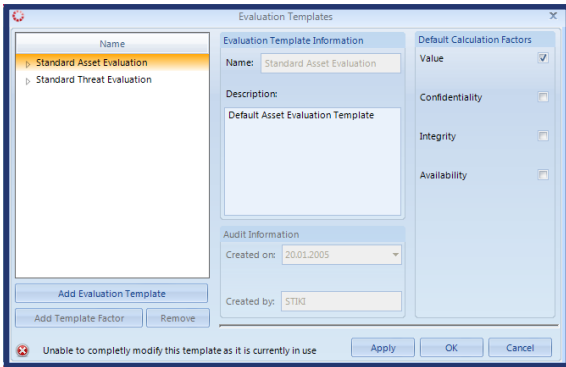 Evaluation Templates
Name
Standard Asset Evaluation
Standard Threat Evaluation
Add Evaluation Template
Add Template Factor
Remove
Evaluation Template Information
Name:
Standard Asset Evaluation
Description:
Default Asset Evaluation Template
Audit Information
Created on:
20.01.2005
Created by:
STIKI
Default Calculation Factors
Value
Confidentiality
Integrity
Availability
Unable to completly modify this template as it is currently in use
Apply
OK
Cancel